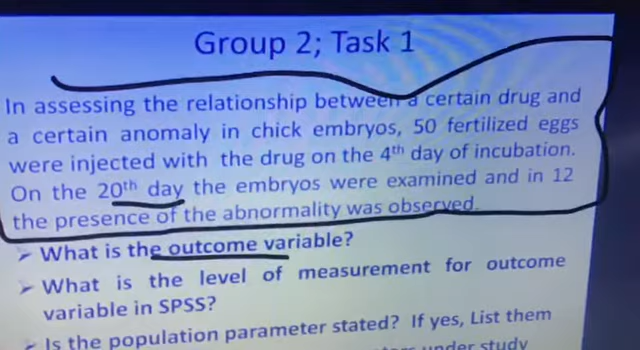 Group 2; Task 1
In assessing the relationship between a certain drug and
a certain anomaly in chick embryos, 50 fertilized eggs
were injected with the drug on the 4th day of incubation.
On the 20th day the embryos were examined and in 12
the presence of the abnormality was observed.
➢ What is the outcome variable?
➢ What is the level of measurement for outcome
variable in SPSS?
➢ Is the population parameter stated? If yes, List them
under study